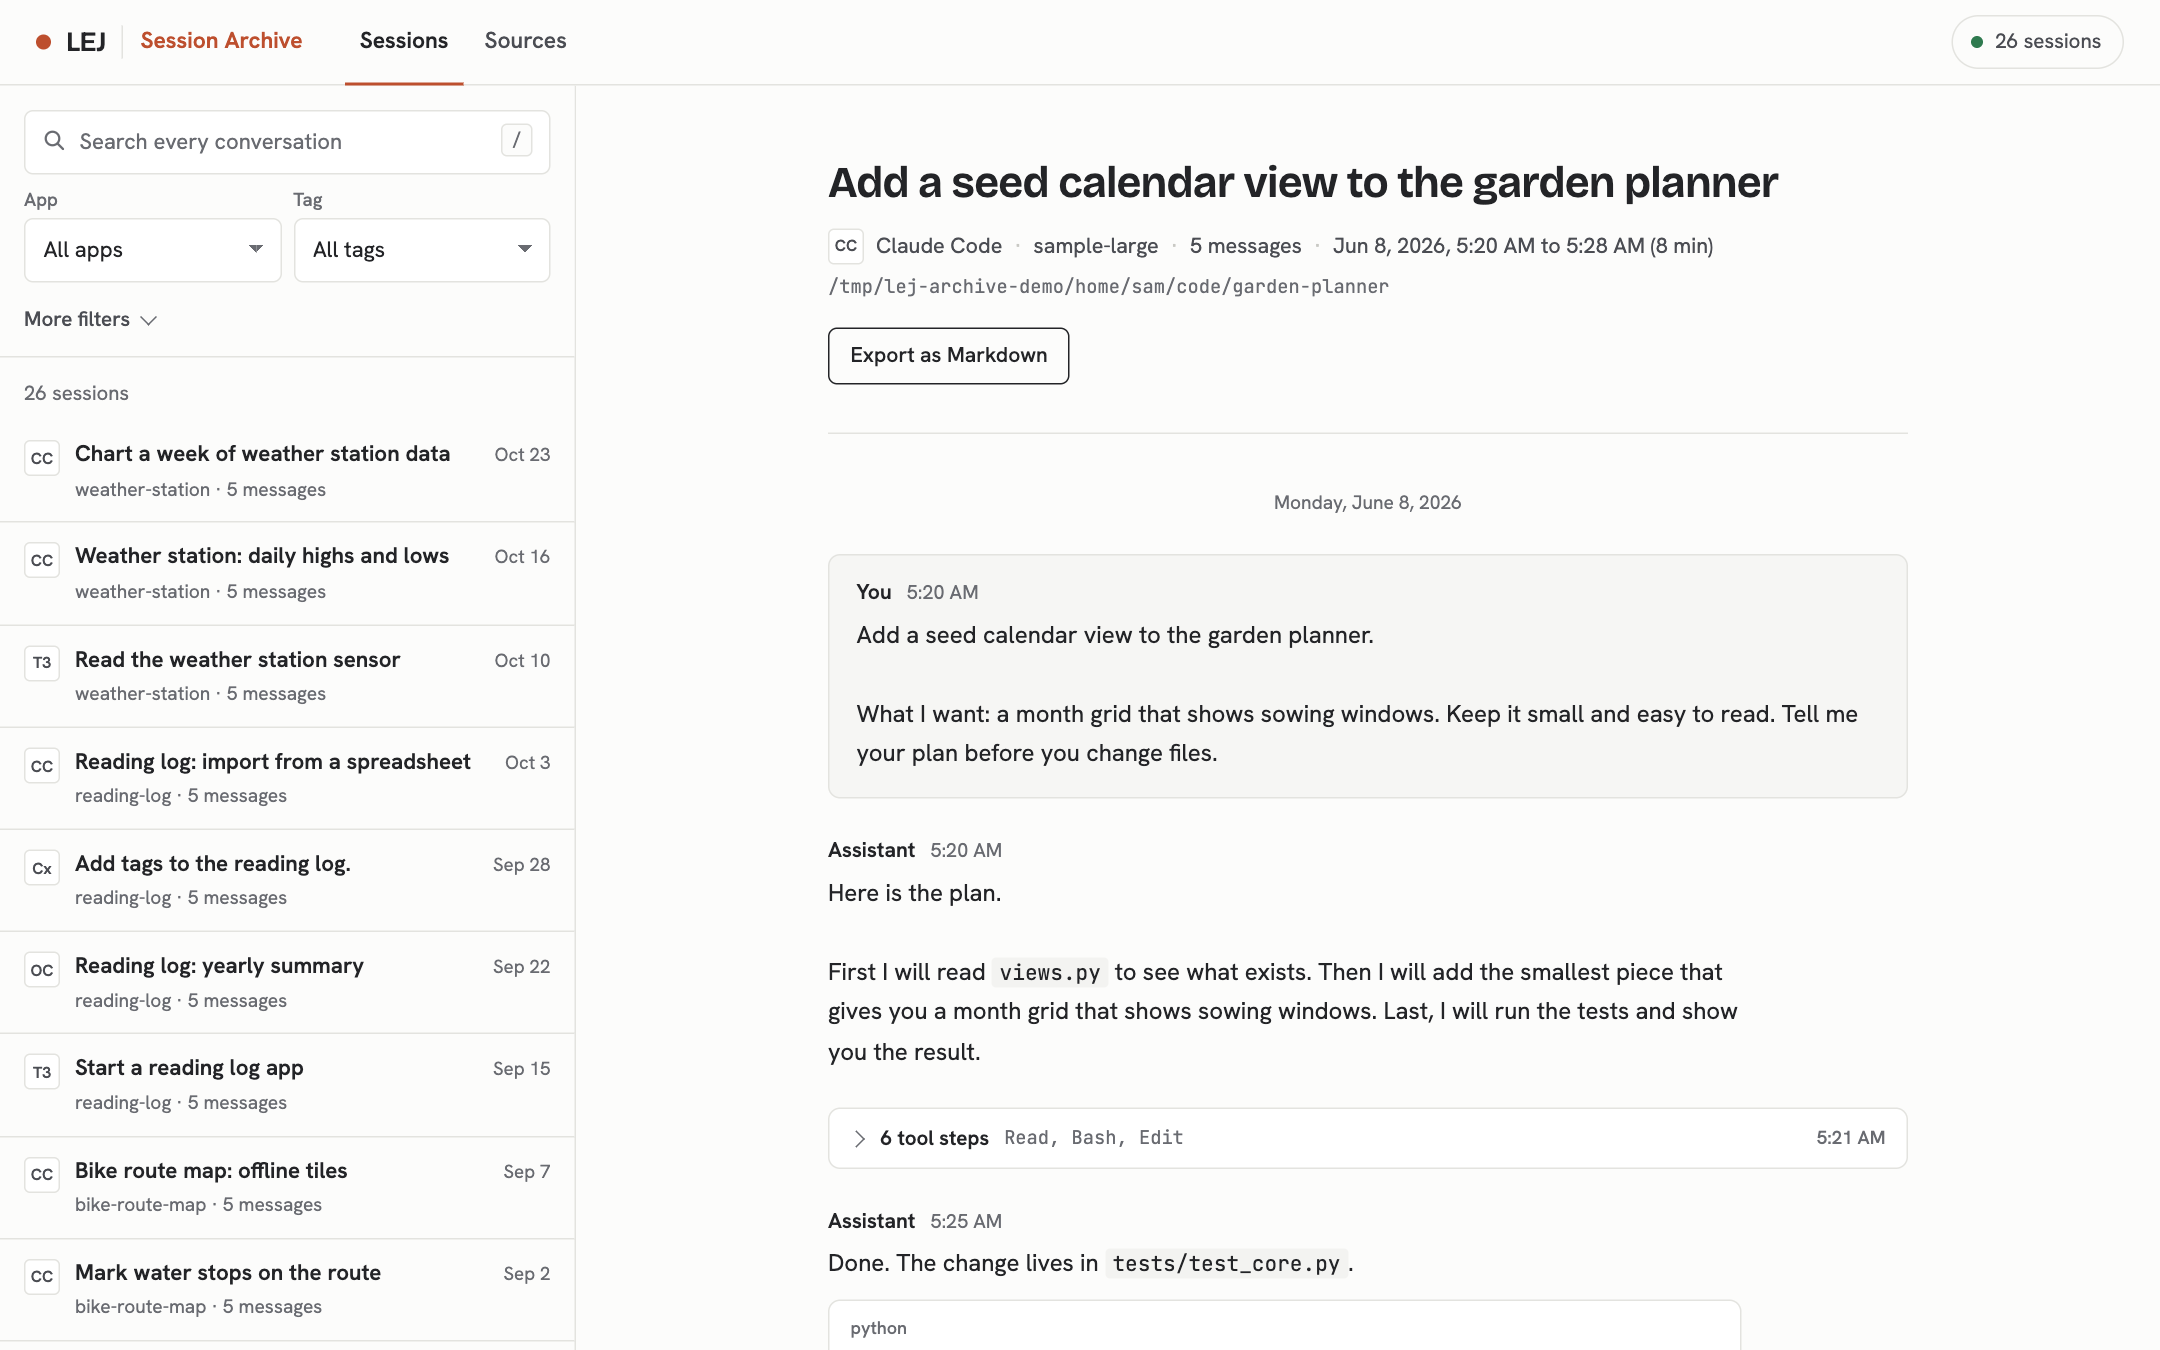 LEJ
Session Archive
Sessions
Sources
26 sessions
Search every conversation
/
App
Tag
All apps
All tags
More filters
26 sessions
CC
Chart a week of weather station data
Oct 23
weather-station · 5 messages
CC
Weather station: daily highs and lows
Oct 16
weather-station · 5 messages
T3
Read the weather station sensor
Oct 10
weather-station · 5 messages
CC
Reading log: import from a spreadsheet
Oct 3
reading-log · 5 messages
Cx
Add tags to the reading log.
Sep 28
reading-log · 5 messages
OC
Reading log: yearly summary
Sep 22
reading-log · 5 messages
T3
Start a reading log app
Sep 15
reading-log · 5 messages
CC
Bike route map: offline tiles
Sep 7
bike-route-map · 5 messages
CC
Mark water stops on the route
Sep 2
bike-route-map · 5 messages
Add a seed calendar view to the garden planner
CC Claude Code · sample-large · 5 messages · Jun 8, 2026, 5:20 AM to 5:28 AM (8 min)
/tmp/lej-archive-demo/home/sam/code/garden-planner
Export as Markdown
Monday, June 8, 2026
You 5:20 AM
Add a seed calendar view to the garden planner.
What I want: a month grid that shows sowing windows. Keep it small and easy to read. Tell me
your plan before you change files.
Assistant 5:20 AM
Here is the plan.
First I will read views.py to see what exists. Then I will add the smallest piece that
gives you a month grid that shows sowing windows. Last, I will run the tests and show
you the result.
6 tool steps Read, Bash, Edit 5:21 AM
Assistant 5:25 AM
Done. The change lives in tests/test_core.py.
python